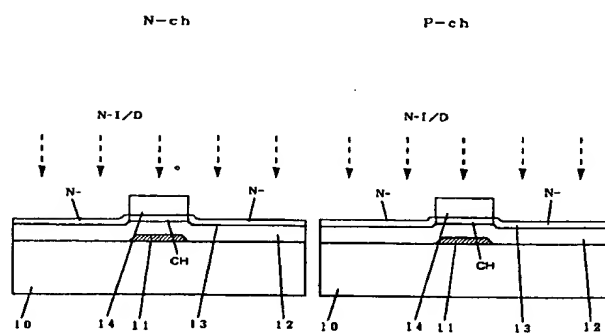 N-ch P-ch
N-I/D N-I/D
N- N- N- N-
CH CH
10 14 11 13 12 10 14 11 13 12